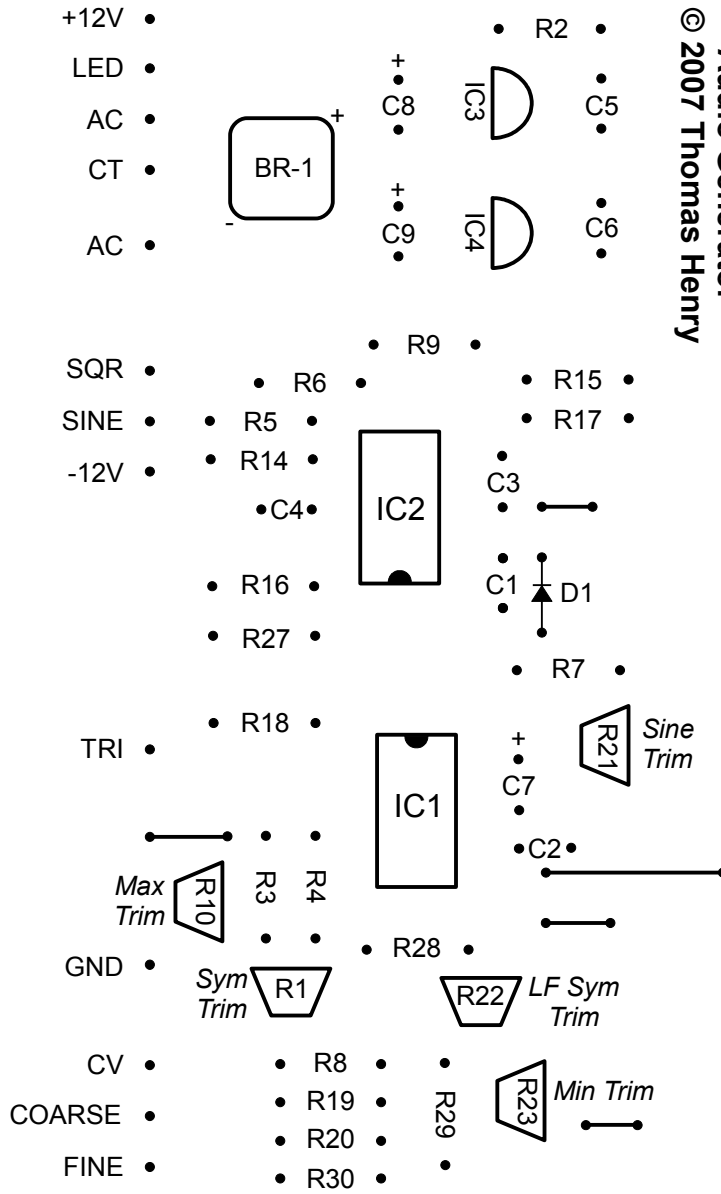 +12V
R2
LED
+
C8
IC3
C5
AC
+
BR-1
CT
-
+
C9
IC4
C6
AC
© 2007 Thomas Henry
R9
SQR
R6
R15
SINE
R5
R17
-12V
R14
C3
C4
IC2
R16
C1
D1
R27
R7
R18
R21
Sine
Trim
TRI
+
C7
IC1
C2
Max
Trim
R10
R3
R4
R28
GND
Sym
Trim
R1
R22
LF Sym
Trim
CV
R8
R23
Min Trim
COARSE
R19
R29
R20
FINE
R30